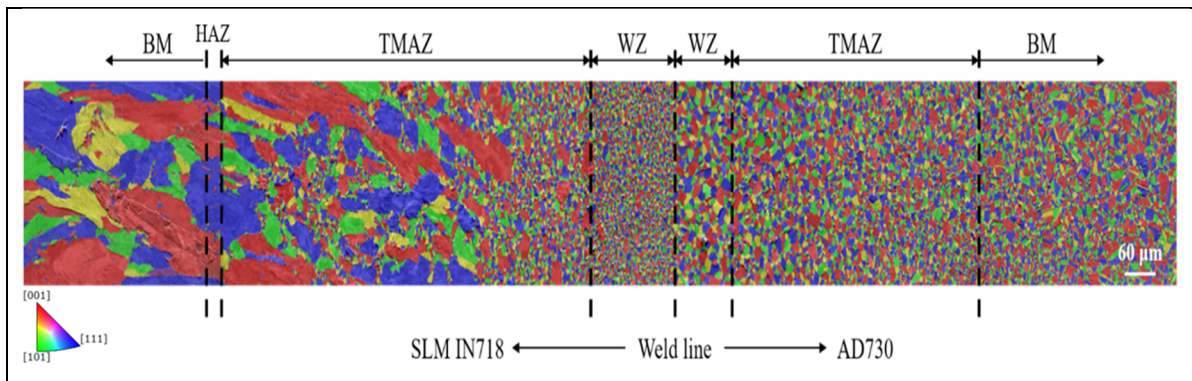 BM HAZ TMAZ WZ WZ TMAZ BM
60 µm
[001]
[111]
[101]
SLM IN718 Weld line AD730